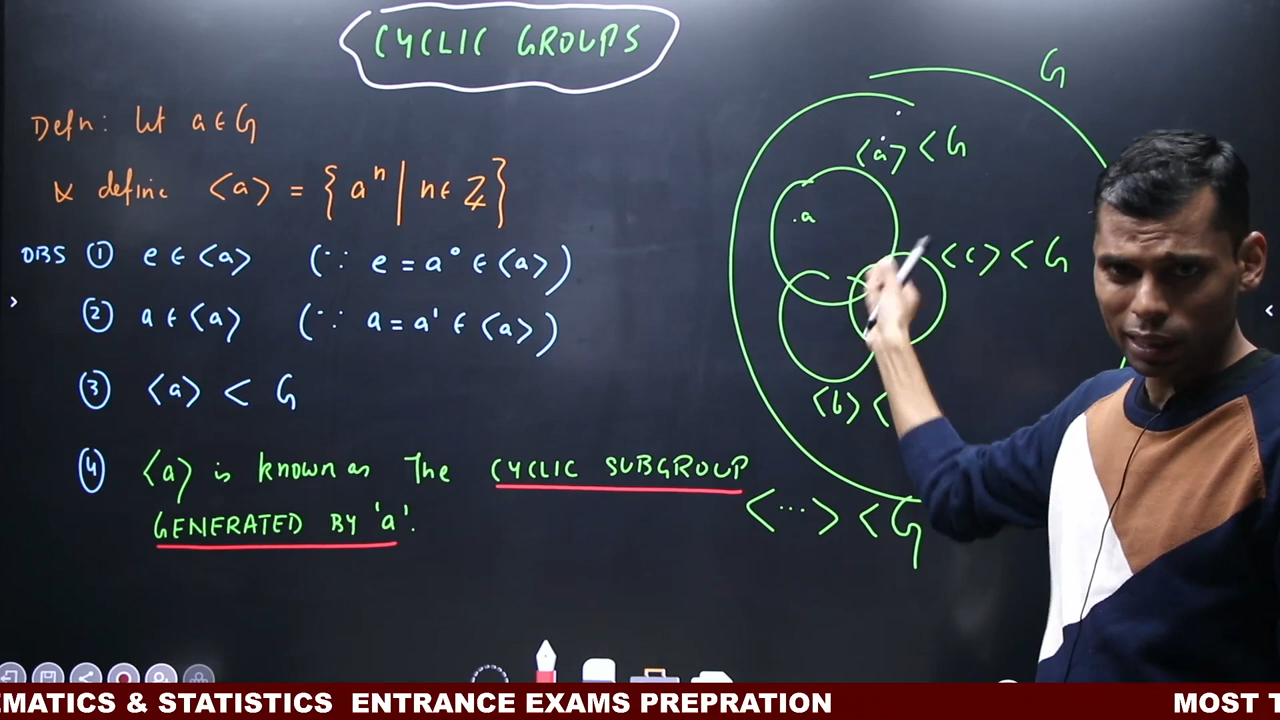 CYCLIC GROUPS
Defn: Let a ∈ G
& define <a> = { aⁿ | n ∈ ℤ }
OBS ① e ∈ <a> (∵ e = a⁰ ∈ <a>)
② a ∈ <a> (∵ a = a¹ ∈ <a>)
③ <a> < G
④ <a> is known as the CYCLIC SUBGROUP
GENERATED BY 'a'.
G
<a> < G
.a
<c> < G
<b> <
<...> < G
EMATICS & STATISTICS ENTRANCE EXAMS PREPRATION
MOST T